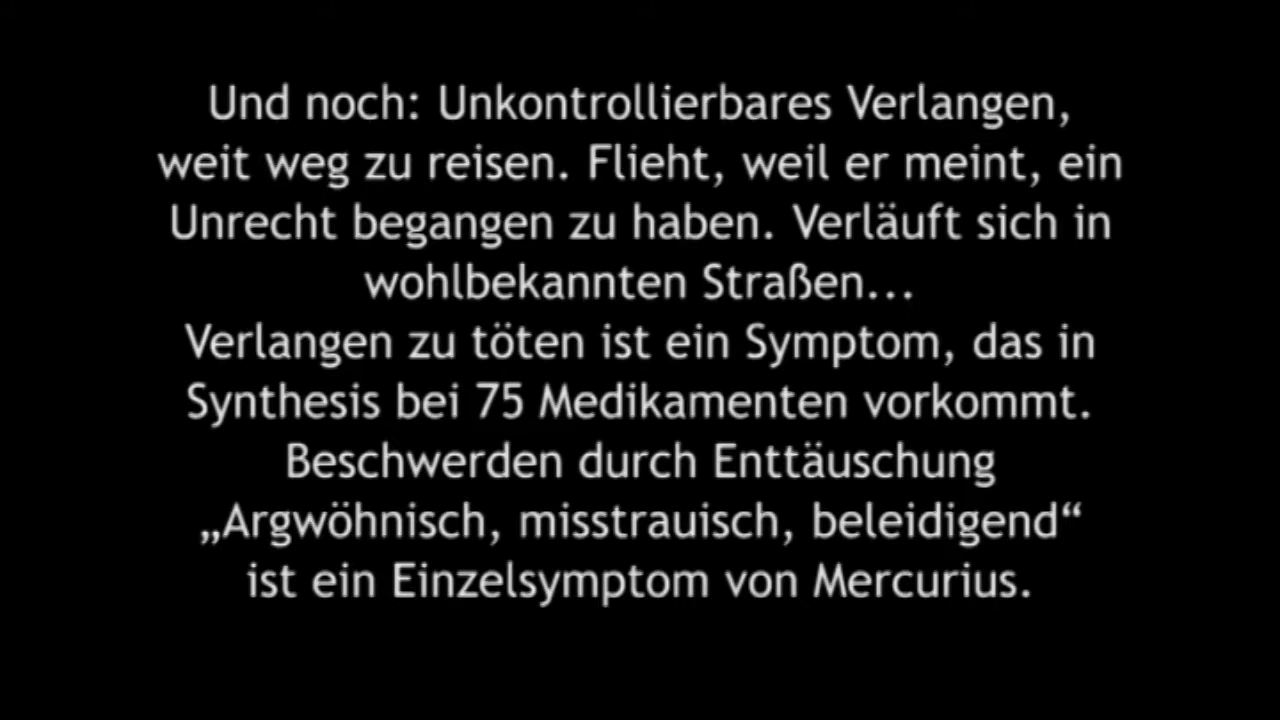 Und noch: Unkontrollierbares Verlangen,
weit weg zu reisen. Flieht, weil er meint, ein
Unrecht begangen zu haben. Verläuft sich in
wohlbekannten Straßen...
Verlangen zu töten ist ein Symptom, das in
Synthesis bei 75 Medikamenten vorkommt.
Beschwerden durch Enttäuschung
„Argwöhnisch, misstrauisch, beleidigend“
ist ein Einzelsymptom von Mercurius.